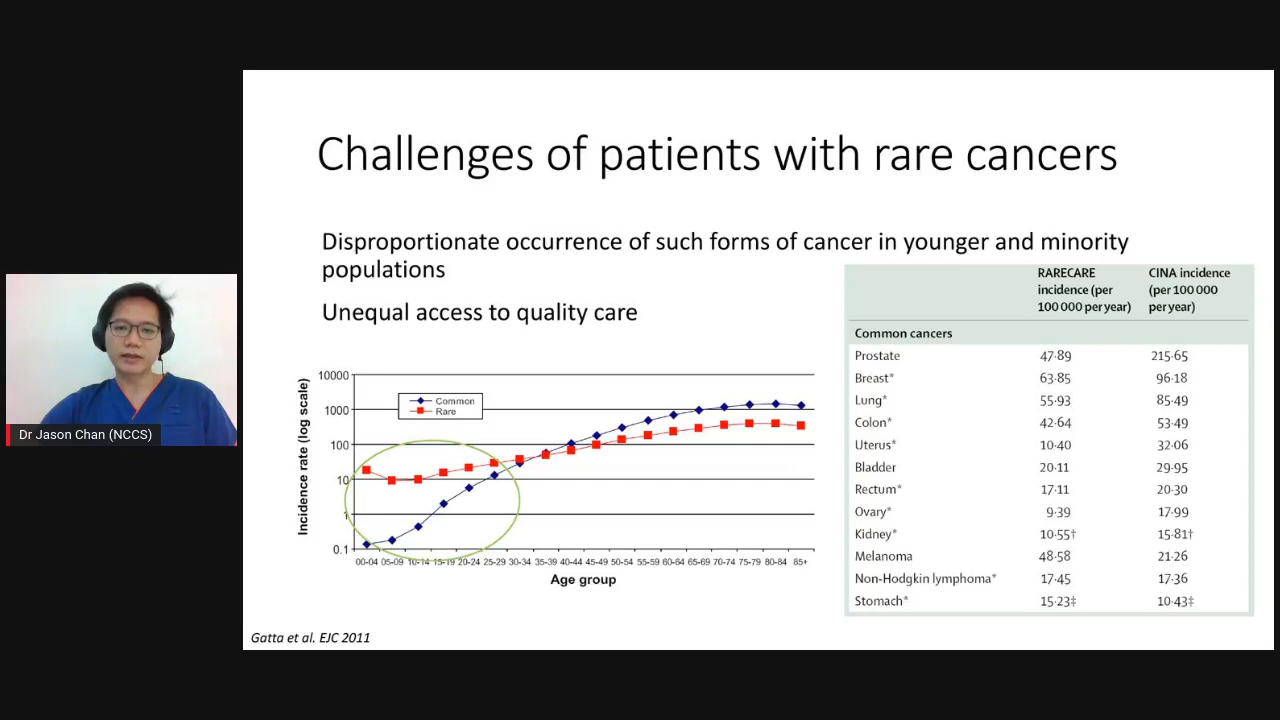 Challenges of patients with rare cancers
Disproportionate occurrence of such forms of cancer in younger and minority
populations
Unequal access to quality care
RARECARE CINA incidence
incidence (per (per 100 000
100 000 per year) per year)
Common cancers
Prostate 47·89 215·65
Breast* 63·85 96·18
Lung* 55·93 85·49
Colon* 42·64 53·49
Uterus* 10·40 32·06
Bladder 20·11 29·95
Rectum* 17·11 20·30
Ovary* 9·39 17·99
Kidney* 10·55† 15·81†
Melanoma 48·58 21·26
Non-Hodgkin lymphoma* 17·45 17·36
Stomach* 15·23‡ 10·43‡
Incidence rate (log scale)
10000
1000
100
10
1
0.1
Common
Rare
00-04 05-09 10-14 15-19 20-24 25-29 30-34 35-39 40-44 45-49 50-54 55-59 60-64 65-69 70-74 75-79 80-84 85+
Age group
Gatta et al. EJC 2011
Dr Jason Chan (NCCS)